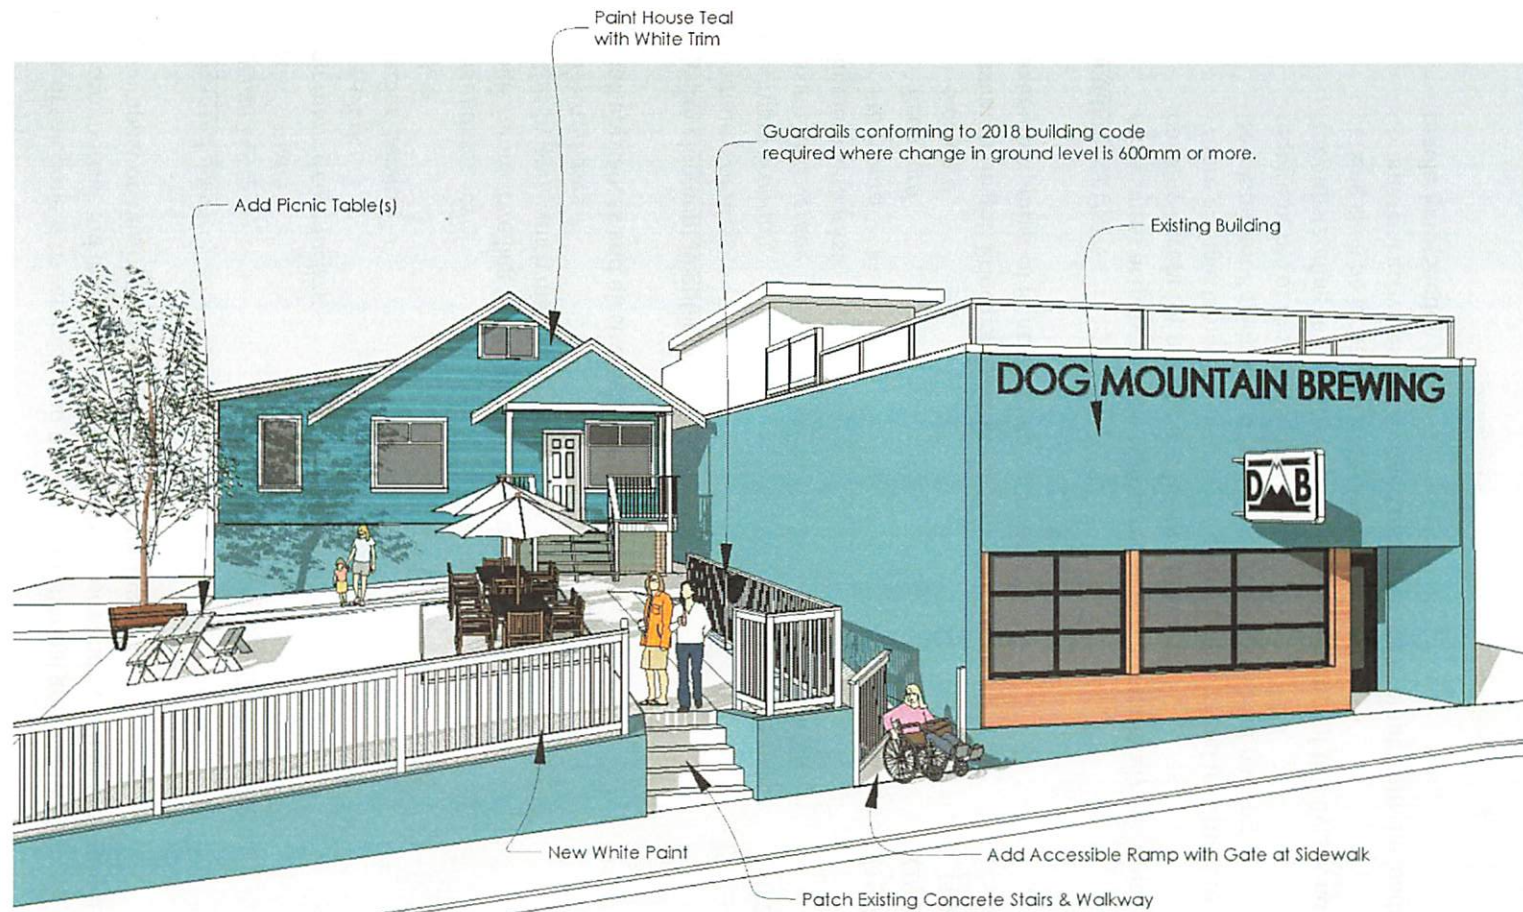 Paint House Teal
with White Trim
Guardrails conforming to 2018 building code
required where change in ground level is 600mm or more.
Add Picnic Table(s)
Existing Building
DOG MOUNTAIN BREWING
D B
New White Paint
Add Accessible Ramp with Gate at Sidewalk
Patch Existing Concrete Stairs & Walkway